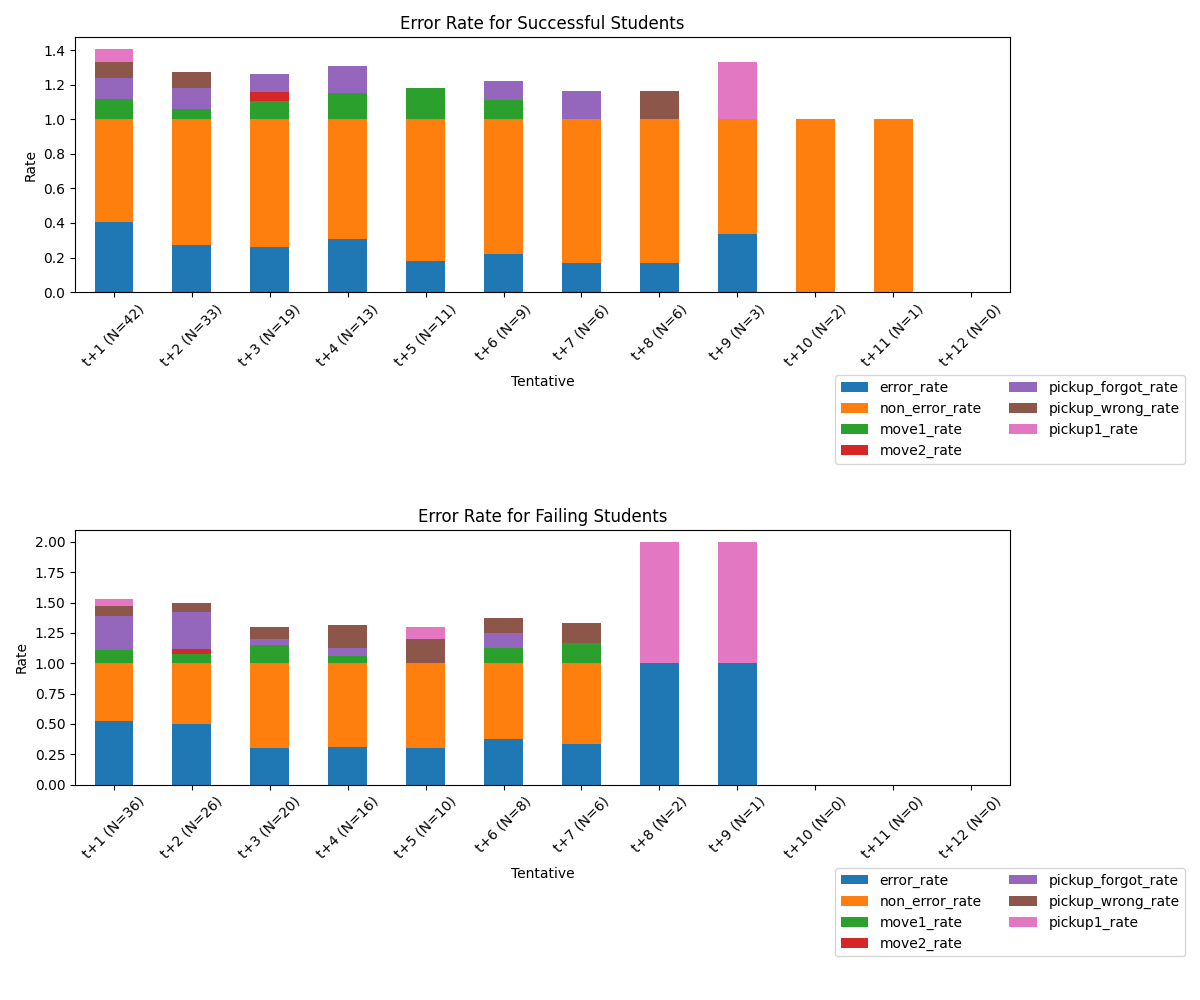 Error Rate for Successful Students
1.4
1.2
1.0
0.8
0.6
0.4
0.2
0.0
Rate
t+1 (N=42)
t+2 (N=33)
t+3 (N=19)
t+4 (N=13)
t+5 (N=11)
t+6 (N=9)
t+7 (N=6)
t+8 (N=6)
t+9 (N=3)
t+10 (N=2)
t+11 (N=1)
t+12 (N=0)
Tentative
error_rate
non_error_rate
move1_rate
move2_rate
pickup_forgot_rate
pickup_wrong_rate
pickup1_rate
Error Rate for Failing Students
2.00
1.75
1.50
1.25
1.00
0.75
0.50
0.25
0.00
Rate
t+1 (N=36)
t+2 (N=26)
t+3 (N=20)
t+4 (N=16)
t+5 (N=10)
t+6 (N=8)
t+7 (N=6)
t+8 (N=2)
t+9 (N=1)
t+10 (N=0)
t+11 (N=0)
t+12 (N=0)
Tentative
error_rate
non_error_rate
move1_rate
move2_rate
pickup_forgot_rate
pickup_wrong_rate
pickup1_rate